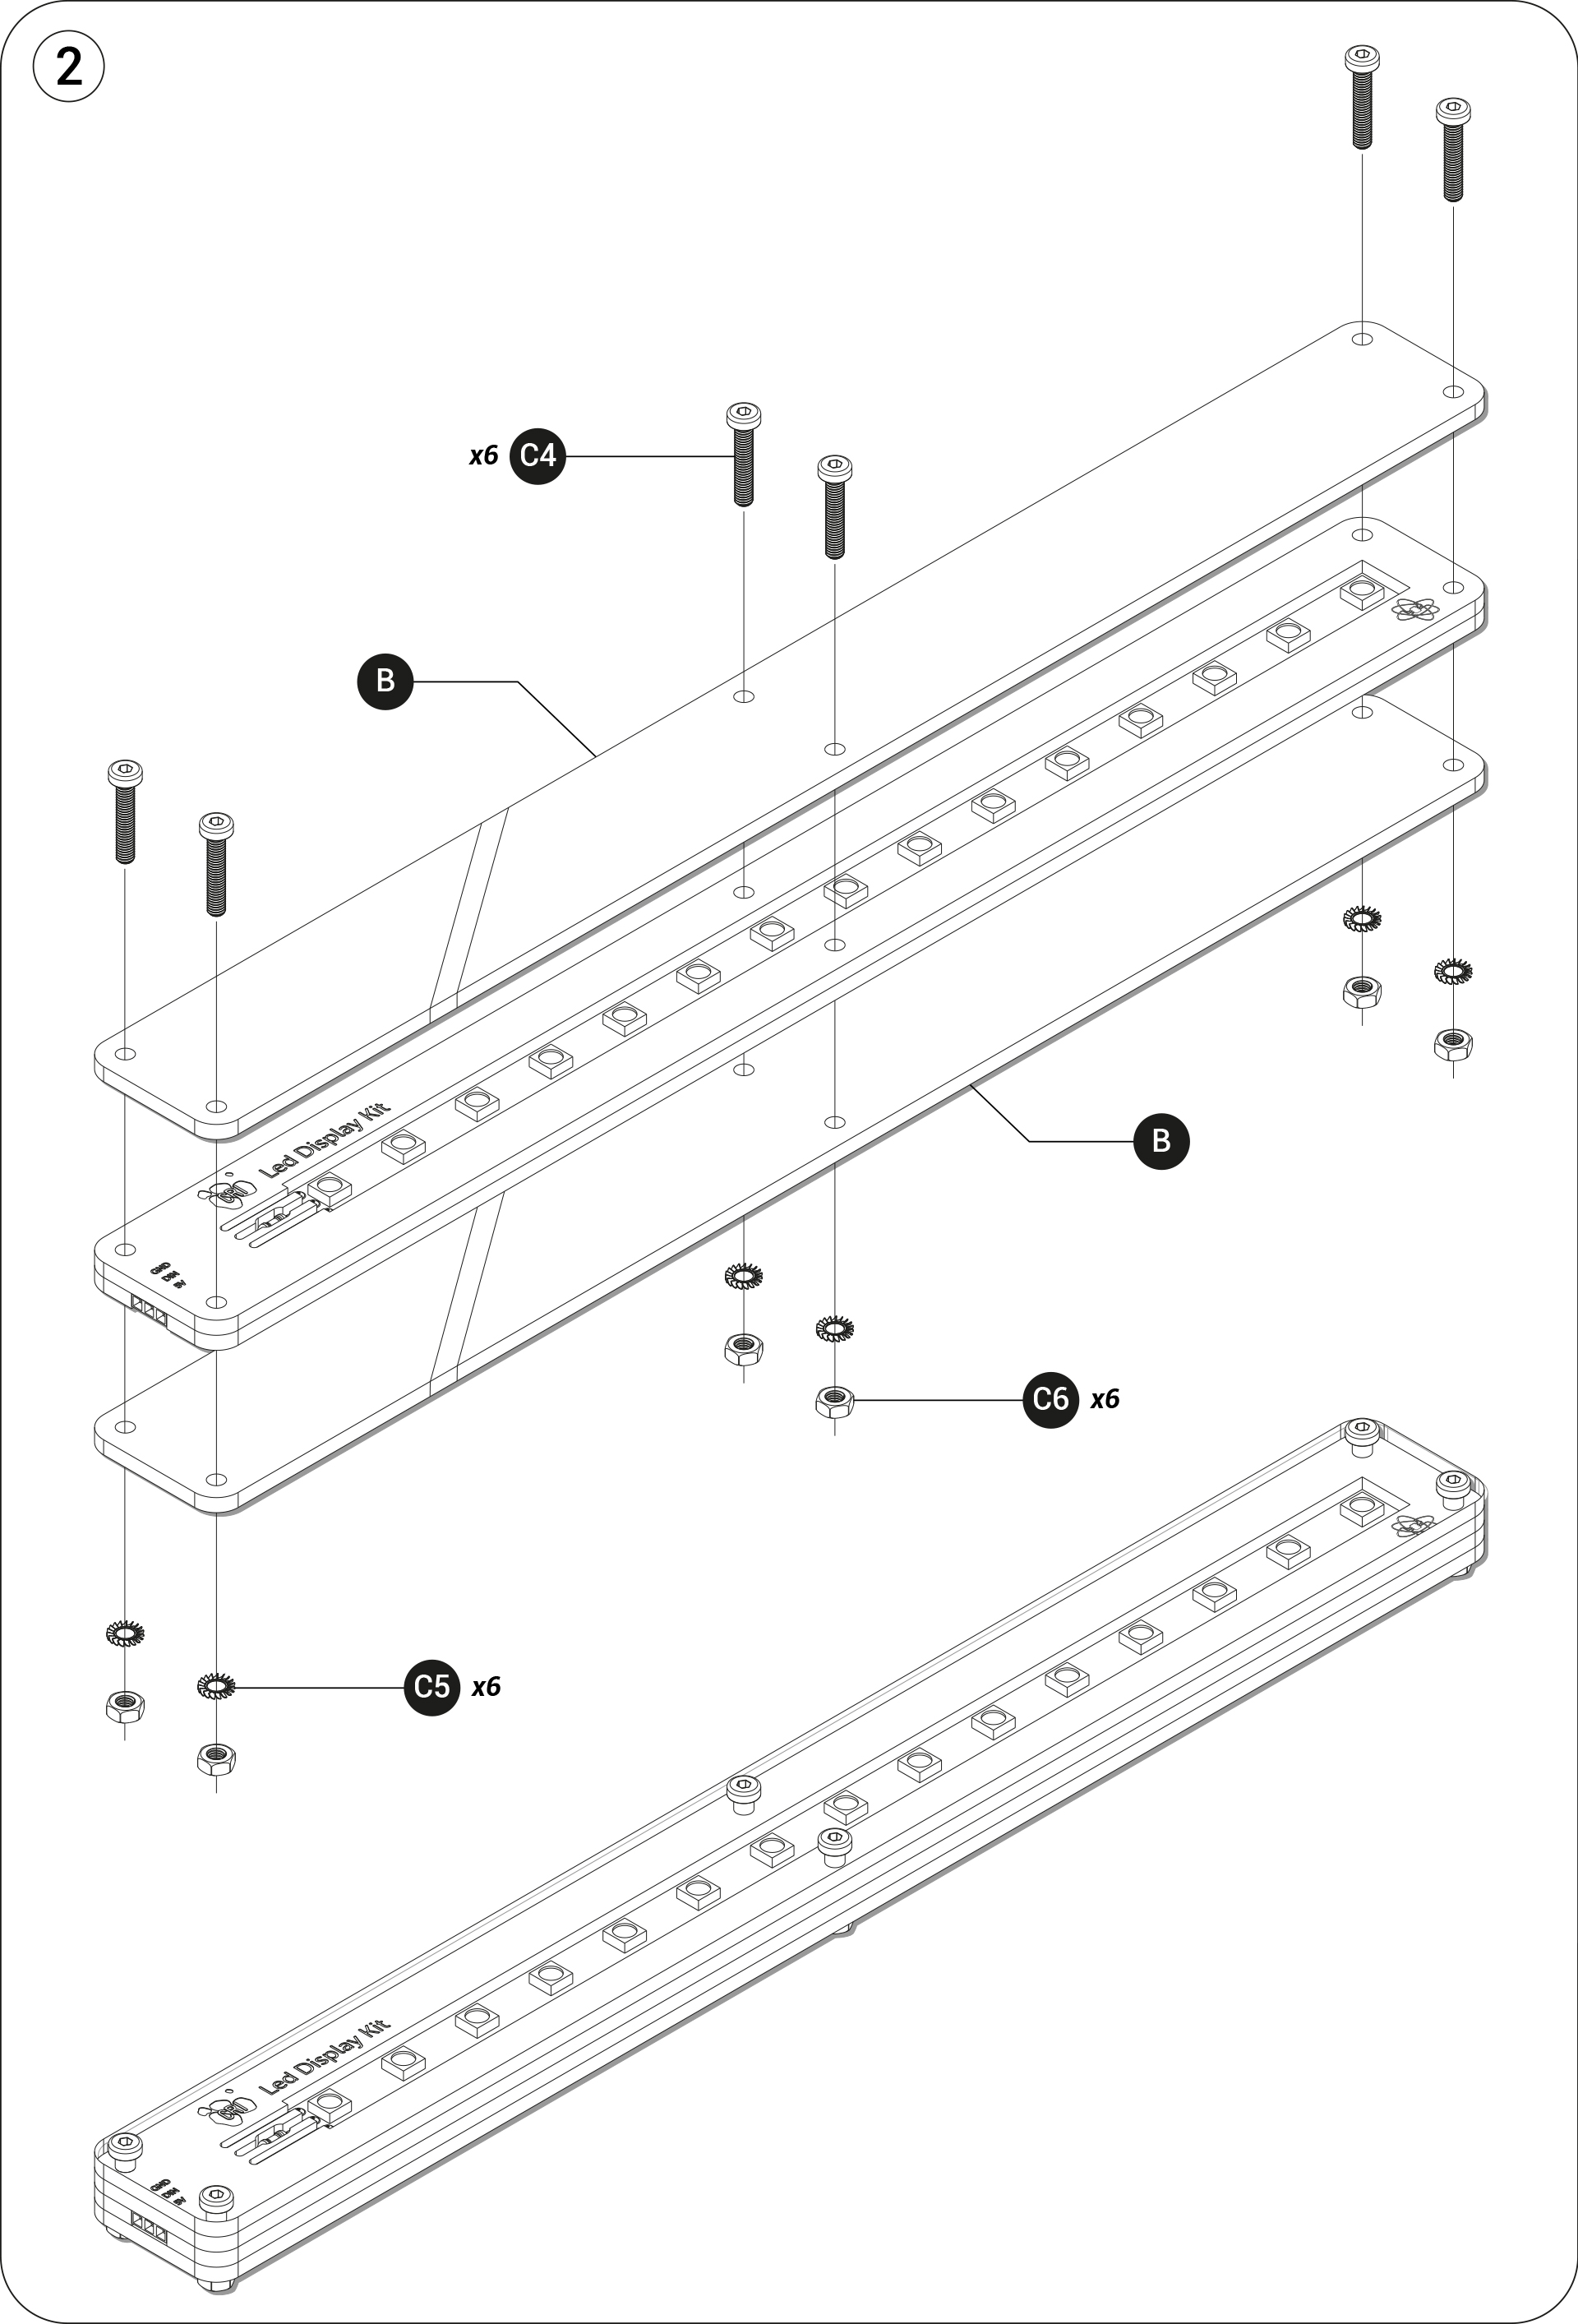 2
x6 C4
B
Led Display Kit
GND
DIN
5V
B
C6 x6
C5 x6
Led Display Kit
GND
DIN
5V